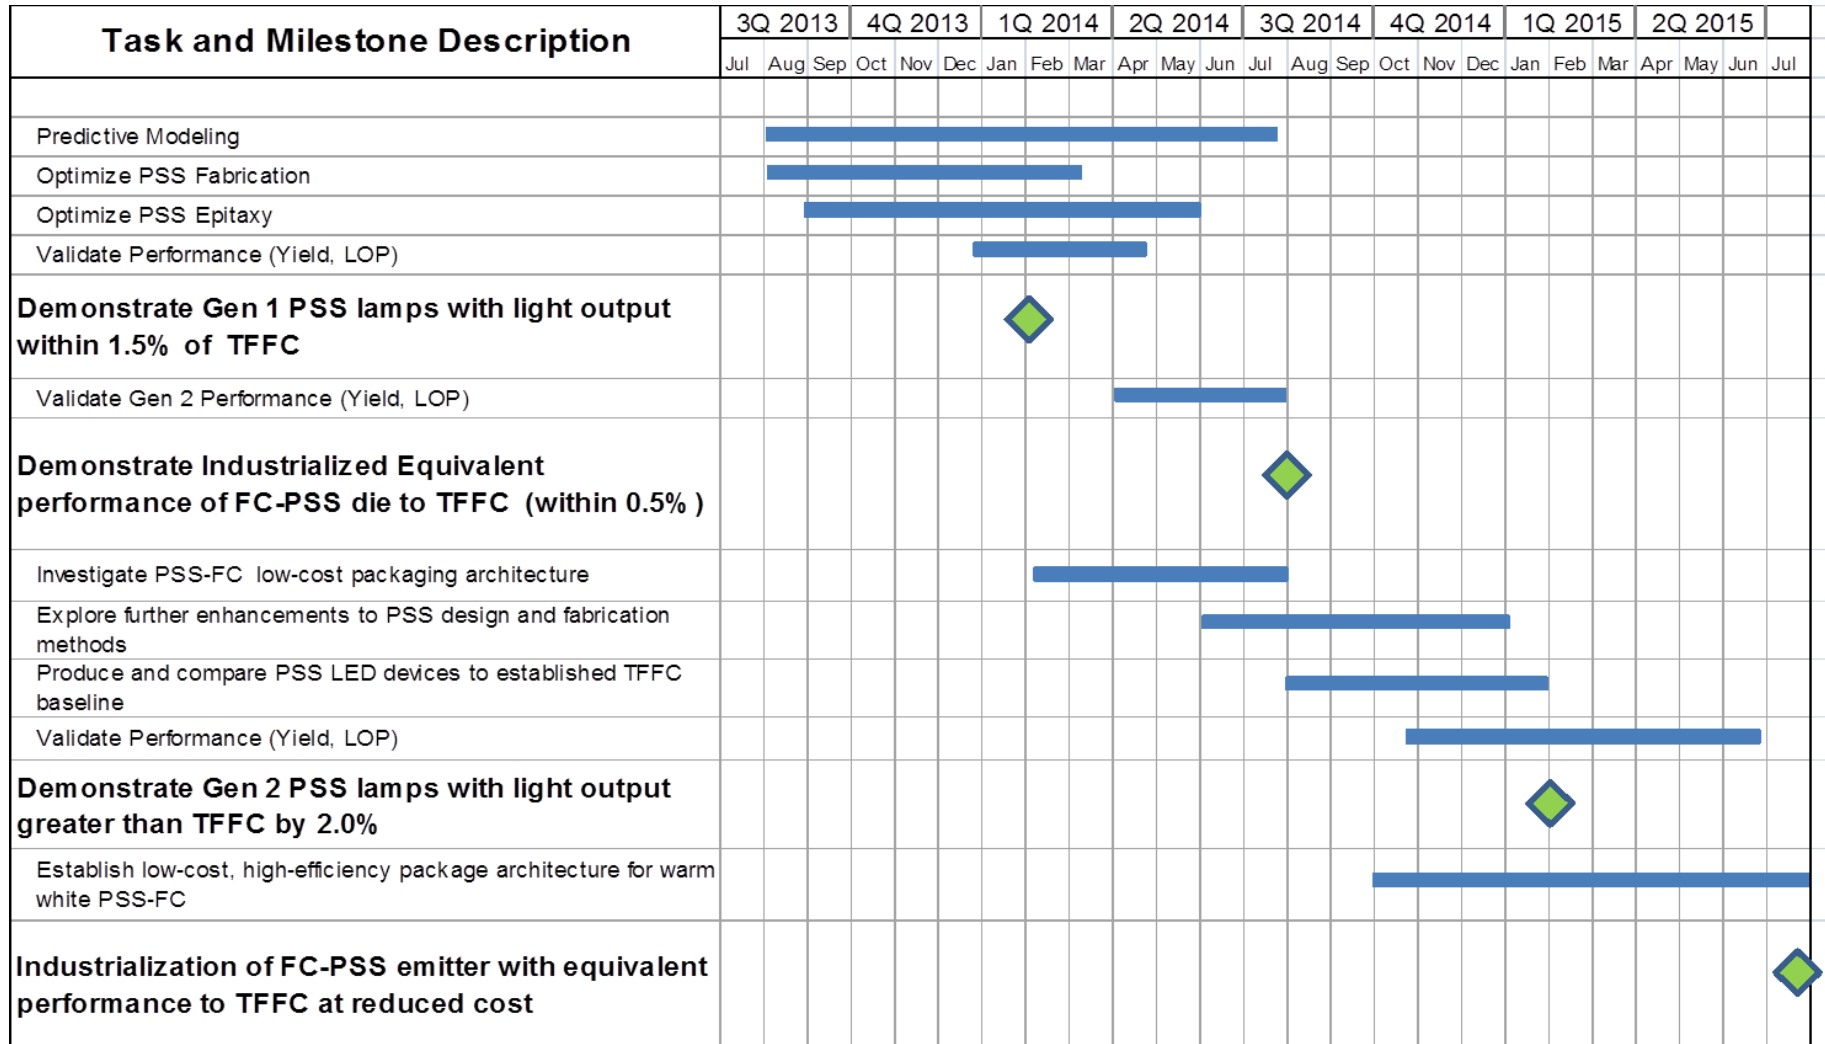 Task and Milestone Description
3Q 2013 4Q 2013 1Q 2014 2Q 2014 3Q 2014 4Q 2014 1Q 2015 2Q 2015
Jul Aug Sep Oct Nov Dec Jan Feb Mar Apr May Jun Jul Aug Sep Oct Nov Dec Jan Feb Mar Apr May Jun Jul
Predictive Modeling
Optimize PSS Fabrication
Optimize PSS Epitaxy
Validate Performance (Yield, LOP)
Demonstrate Gen 1 PSS lamps with light output
within 1.5% of TFFC
Validate Gen 2 Performance (Yield, LOP)
Demonstrate Industrialized Equivalent
performance of FC-PSS die to TFFC (within 0.5% )
Investigate PSS-FC low-cost packaging architecture
Explore further enhancements to PSS design and fabrication
methods
Produce and compare PSS LED devices to established TFFC
baseline
Validate Performance (Yield, LOP)
Demonstrate Gen 2 PSS lamps with light output
greater than TFFC by 2.0%
Establish low-cost, high-efficiency package architecture for warm
white PSS-FC
Industrialization of FC-PSS emitter with equivalent
performance to TFFC at reduced cost